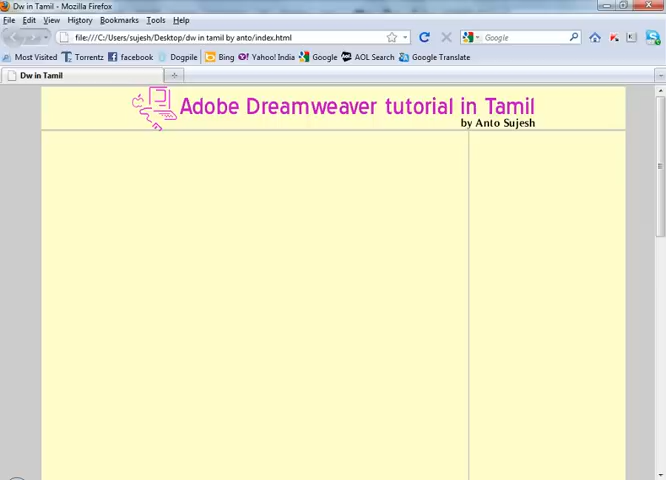 Dw in Tamil - Mozilla Firefox
File Edit View History Bookmarks Tools Help
file:///C:/Users/sujesh/Desktop/dw in tamil by anto/index.html Google
Most Visited Torrentz facebook Dogpile Bing Yahoo! India Google AOL Search Google Translate
Dw in Tamil
Adobe Dreamweaver tutorial in Tamil
by Anto Sujesh